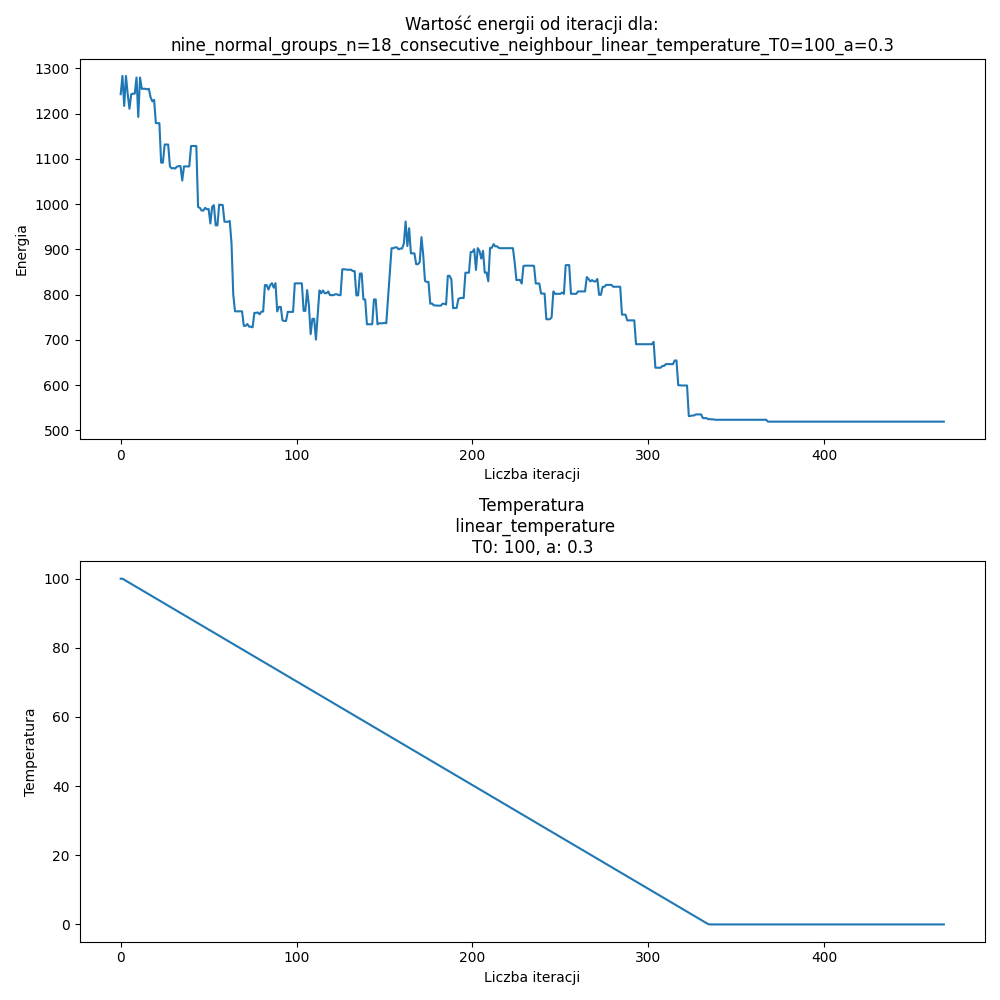 Wartość energii od iteracji dla:
nine_normal_groups_n=18_consecutive_neighbour_linear_temperature_T0=100_a=0.3
1300
1200
1100
1000
900
800
700
600
500
Energia
0
100
200
300
400
Liczba iteracji
Temperatura
linear_temperature
T0: 100, a: 0.3
100
80
60
40
20
0
Temperatura
0
100
200
300
400
Liczba iteracji